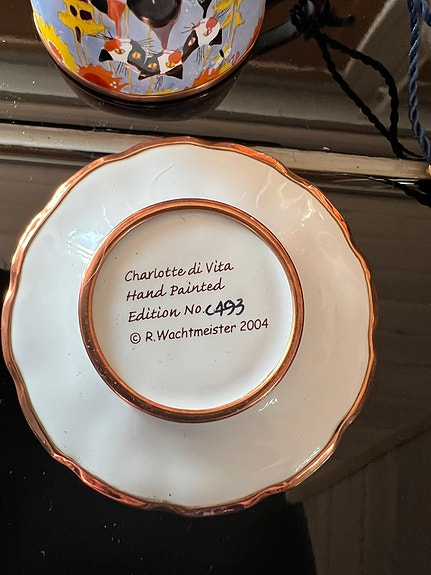 Charlotte di Vita
Hand Painted
Edition No. C493
© R.Wachtmeister 2004